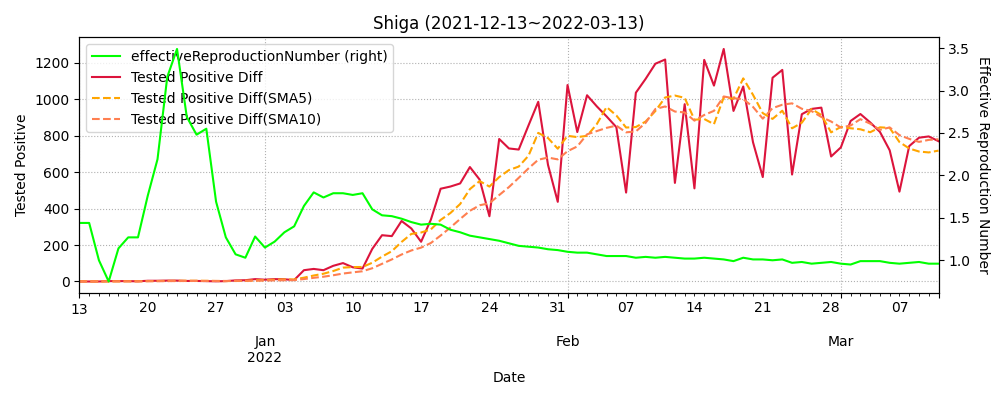 Shiga (2021-12-13~2022-03-13)
effectiveReproductionNumber (right)
Tested Positive Diff
Tested Positive Diff(SMA5)
Tested Positive Diff(SMA10)
Tested Positive
1200
1000
800
600
400
200
0
3.5
3.0
2.5
2.0
1.5
1.0
Effective Reproduction Number
13 20 27 03 10 17 24 31 07 14 21 28 07
Jan Feb Mar
2022
Date